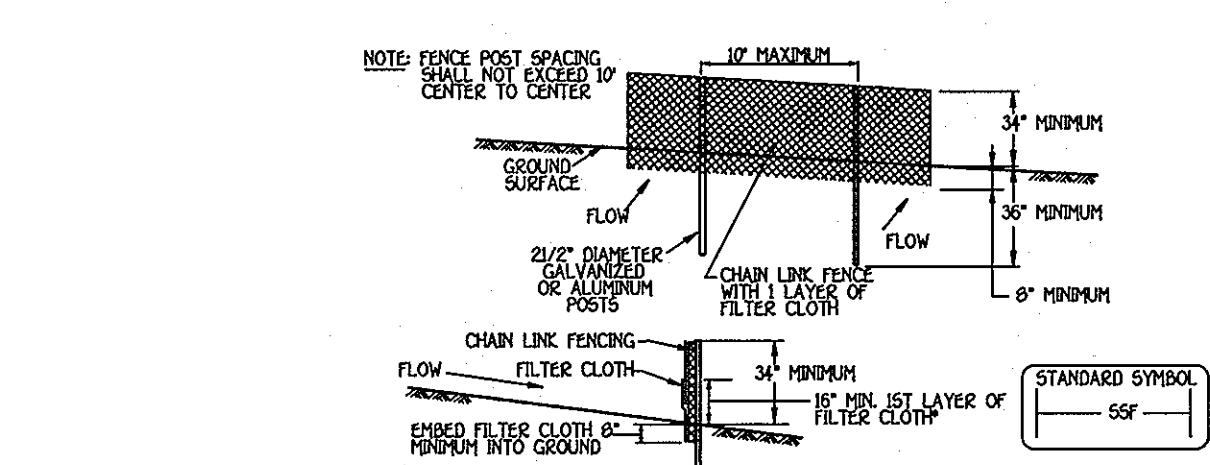 NOTE: FENCE POST SPACING
SHALL NOT EXCEED 10'
CENTER TO CENTER
10" MAXIMUM
34" MINIMUM
GROUND
SURFACE
FLOW
36" MINIMUM
FLOW
21/2" DIAMETER
GALVANIZED
OR ALUMINUM
POSTS
CHAIN LINK FENCE
WITH 1 LAYER OF
FILTER CLOTH
8" MINIMUM
CHAIN LINK FENCING
FLOW
FILTER CLOTH
34" MINIMUM
16" MIN. 1ST LAYER OF
FILTER CLOTH*
EMBED FILTER CLOTH 8"
MINIMUM INTO GROUND
STANDARD SYMBOL
SSF